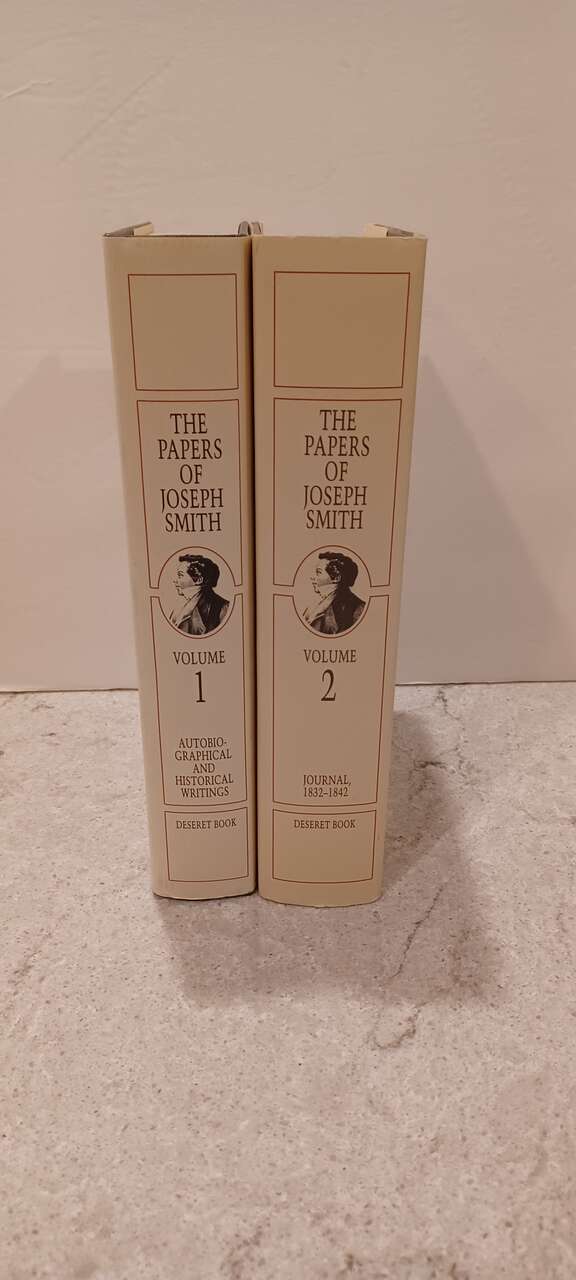 THE
PAPERS
OF
JOSEPH
SMITH
VOLUME
1
AUTOBIO-
GRAPHICAL
AND
HISTORICAL
WRITINGS
DESERET BOOK
THE
PAPERS
OF
JOSEPH
SMITH
VOLUME
2
JOURNAL,
1832–1842
DESERET BOOK